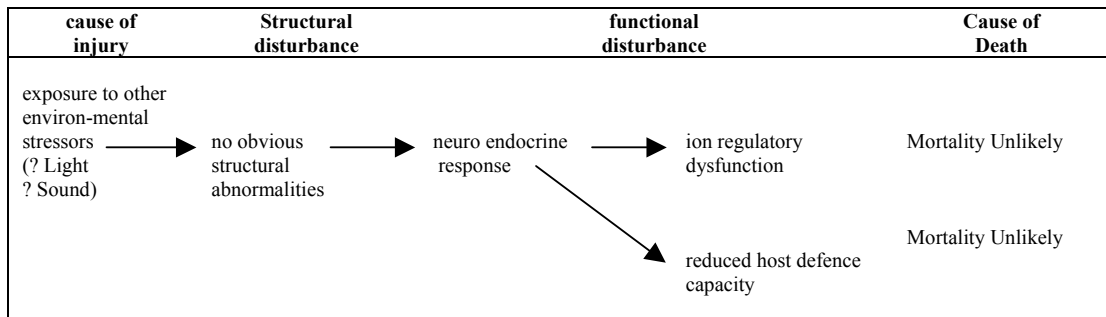 cause of
injury
Structural
disturbance
functional
disturbance
Cause of
Death
exposure to other
environ-mental
stressors
(? Light
? Sound)
no obvious
structural
abnormalities
neuro endocrine
response
ion regulatory
dysfunction
Mortality Unlikely
reduced host defence
capacity
Mortality Unlikely